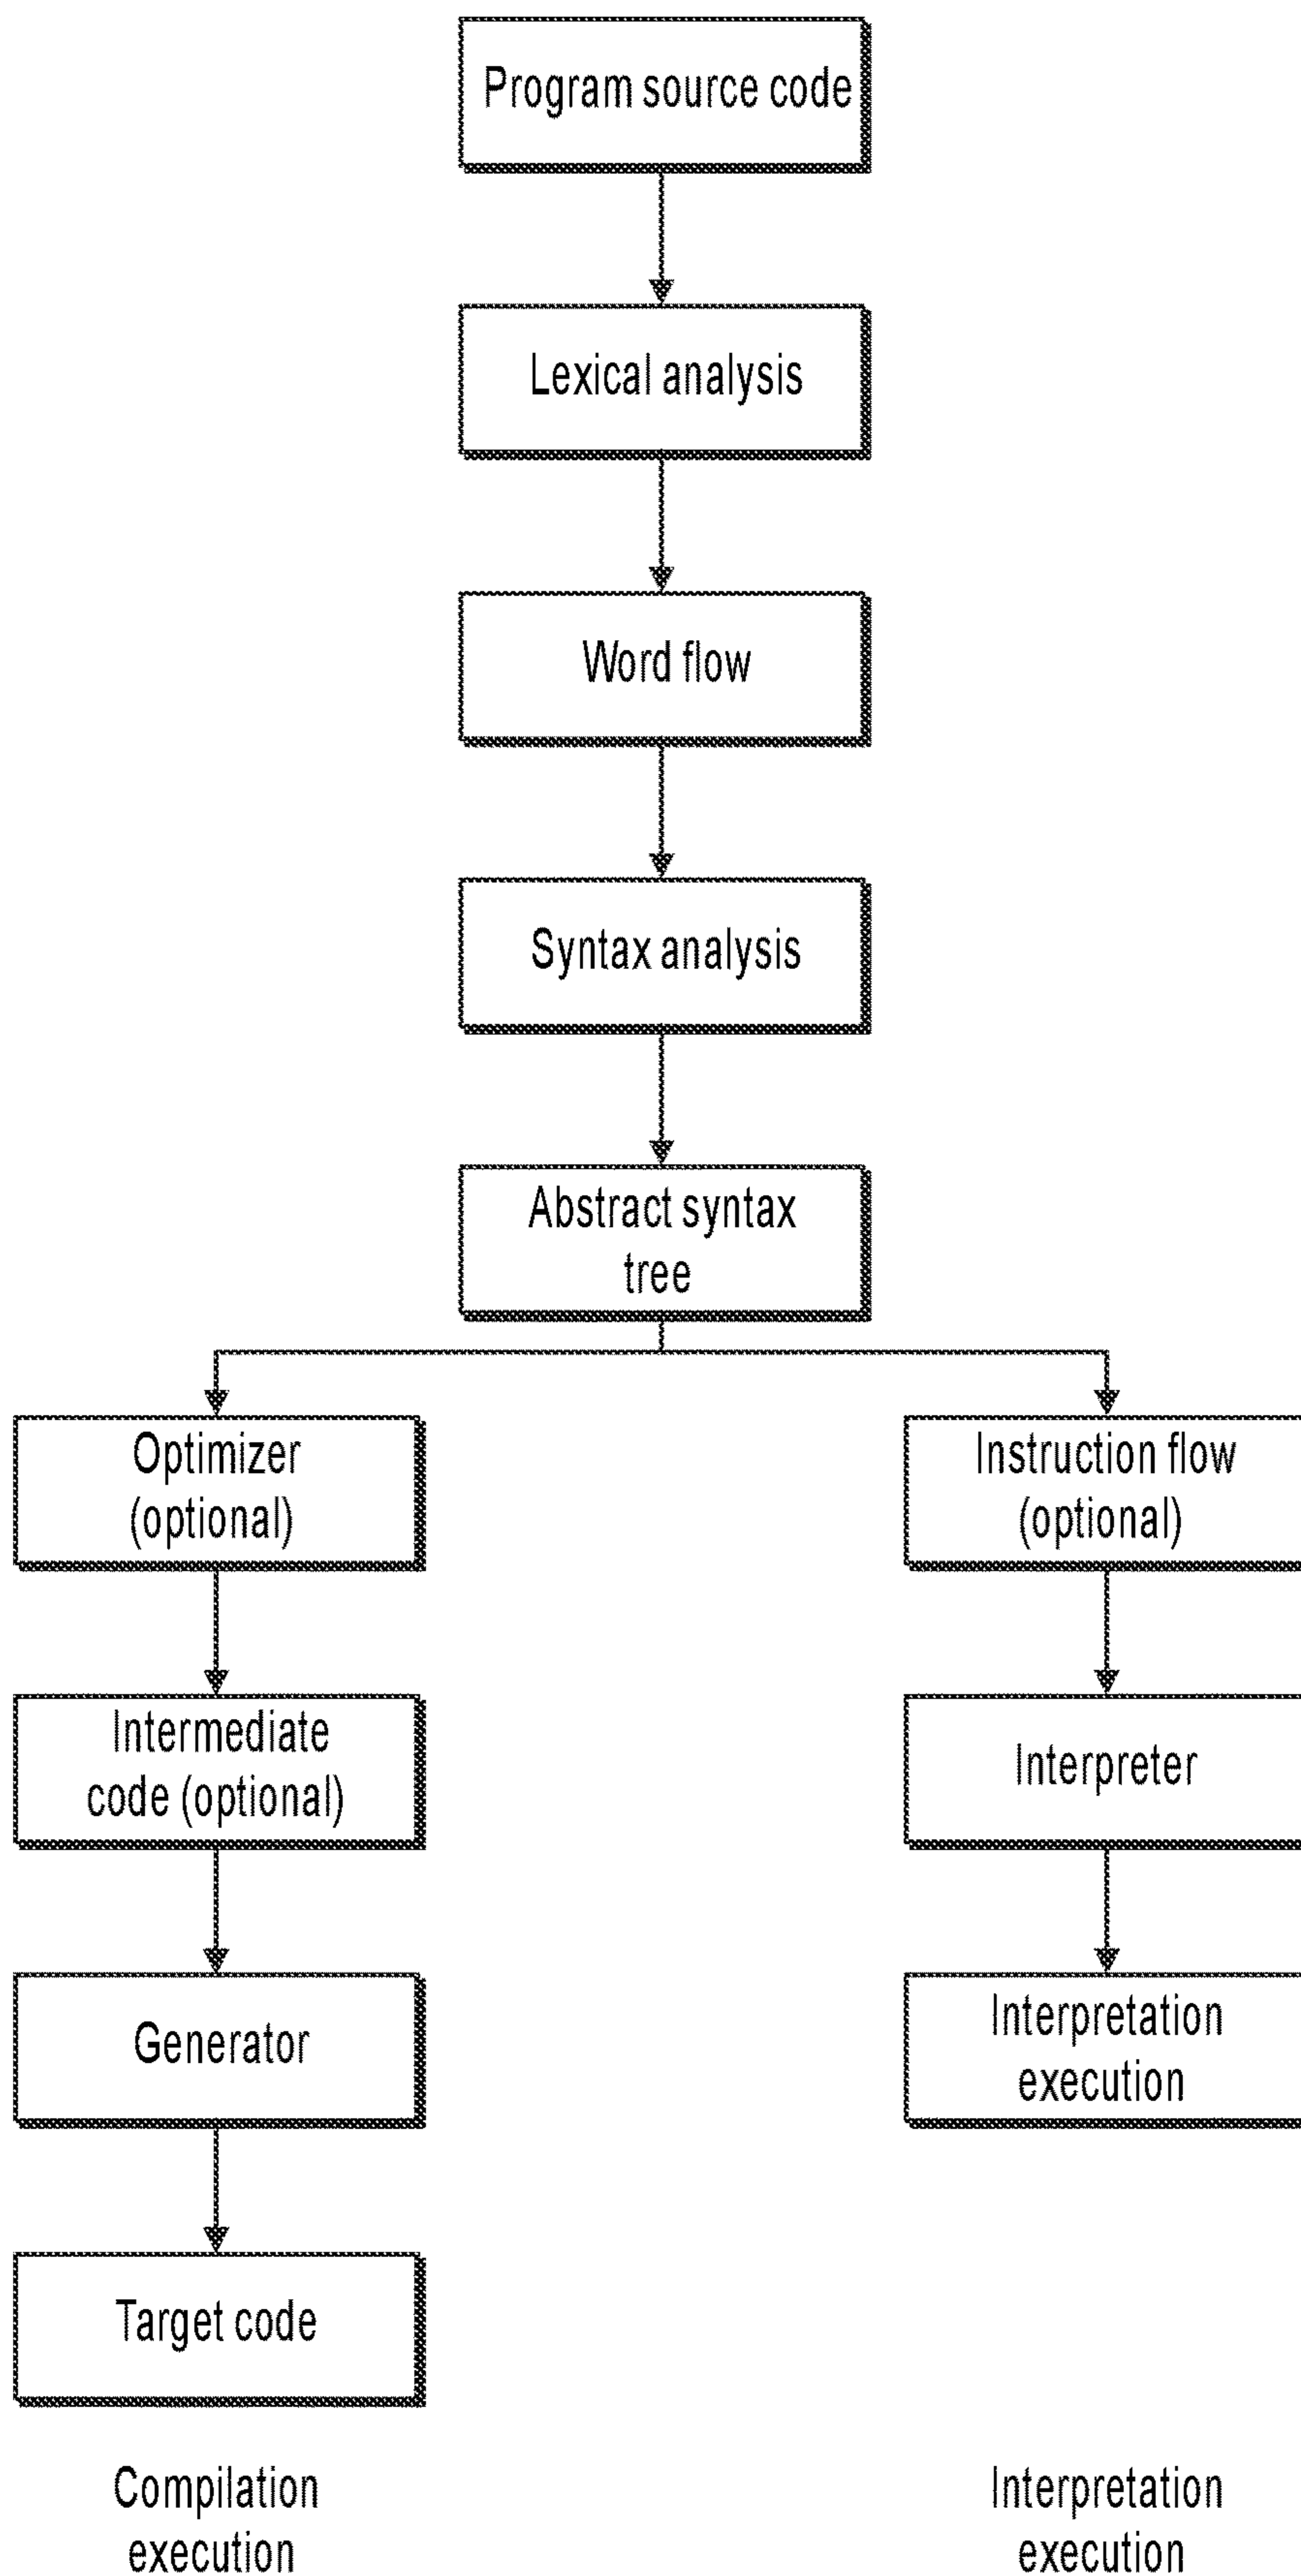 Program source code
Lexical analysis
Word flow
Syntax analysis
Abstract syntax
tree
Optimizer
(optional)
Instruction flow
(optional)
Intermediate
code (optional)
Interpreter
Generator
Interpretation
execution
Target code
Compilation
execution
Interpretation
execution